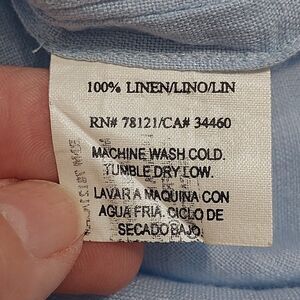 100% LINEN/LINO/LIN
RN# 78121/CA# 34460
MACHINE WASH COLD.
TUMBLE DRY LOW.
LAVAR A MAQUINA CON
AGUA FRIA. CICLO DE
SECADO BAJO.